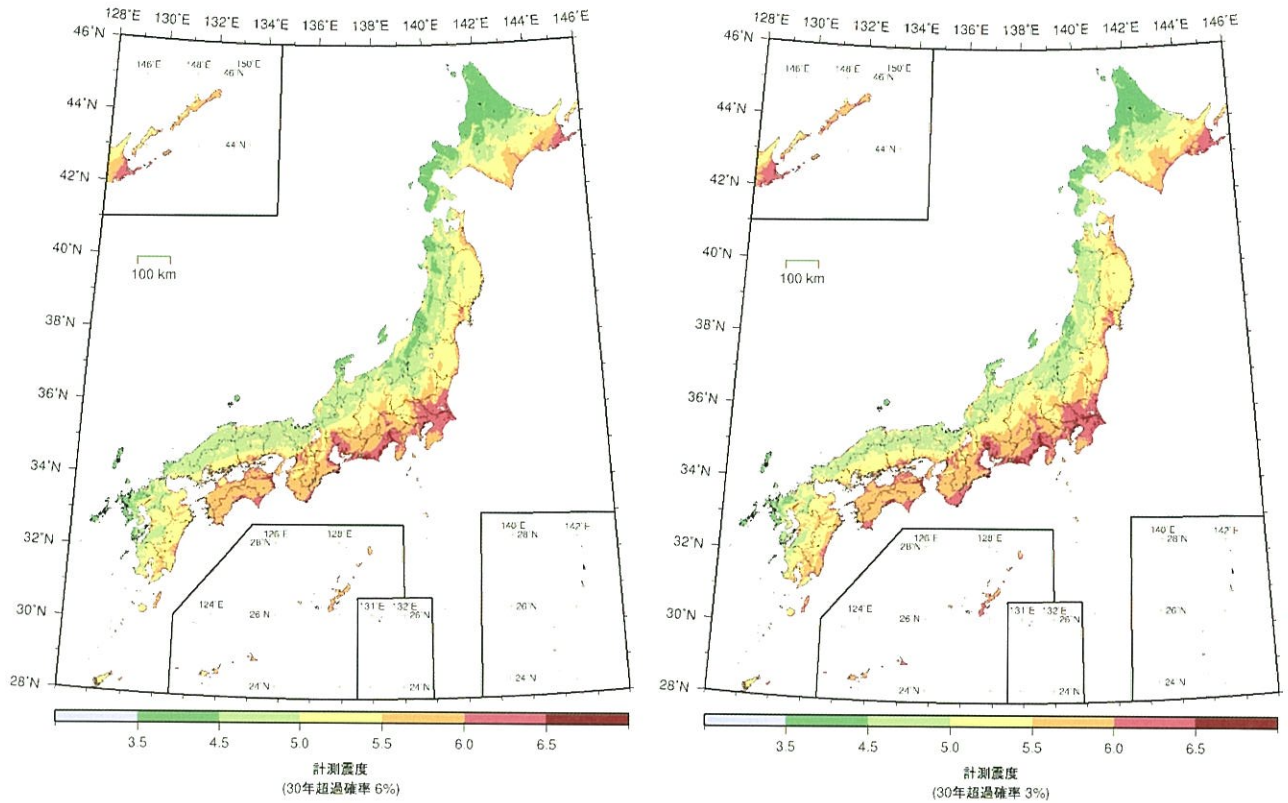 128°E 130°E 132°E 134°E 136°E 138°E 140°E 142°E 144°E 146°E
46°N
146°E 148°E 150°E
46°N
44°N
44°N
42°N
40°N
100 km
38°N
36°N
34°N
32°N
126°E 128°E
28°N
140 E 142°E
28°N
124 E
26°N
131 E 132 E
26°N
26°N
30°N
24°N
24°N
24°N
28°N
3.5 4.5 5.0 5.5 6.0 6.5
計測震度
(30年超過確率 6%)
128°E 130°E 132°E 134°E 136°E 138°E 140°E 142°E 144°E 146°E
46°N
146°E 148°E 150°E
46°N
44°N
44°N
42°N
40°N
100 km
38°N
36°N
34°N
32°N
126°E 128°E
28°N
140 E 142°E
28°N
124 E
26°N
131 E 132 E
26°N
26°N
30°N
24°N
24°N
24°N
28°N
3.5 4.5 5.0 5.5 6.0 6.5
計測震度
(30年超過確率 3%)